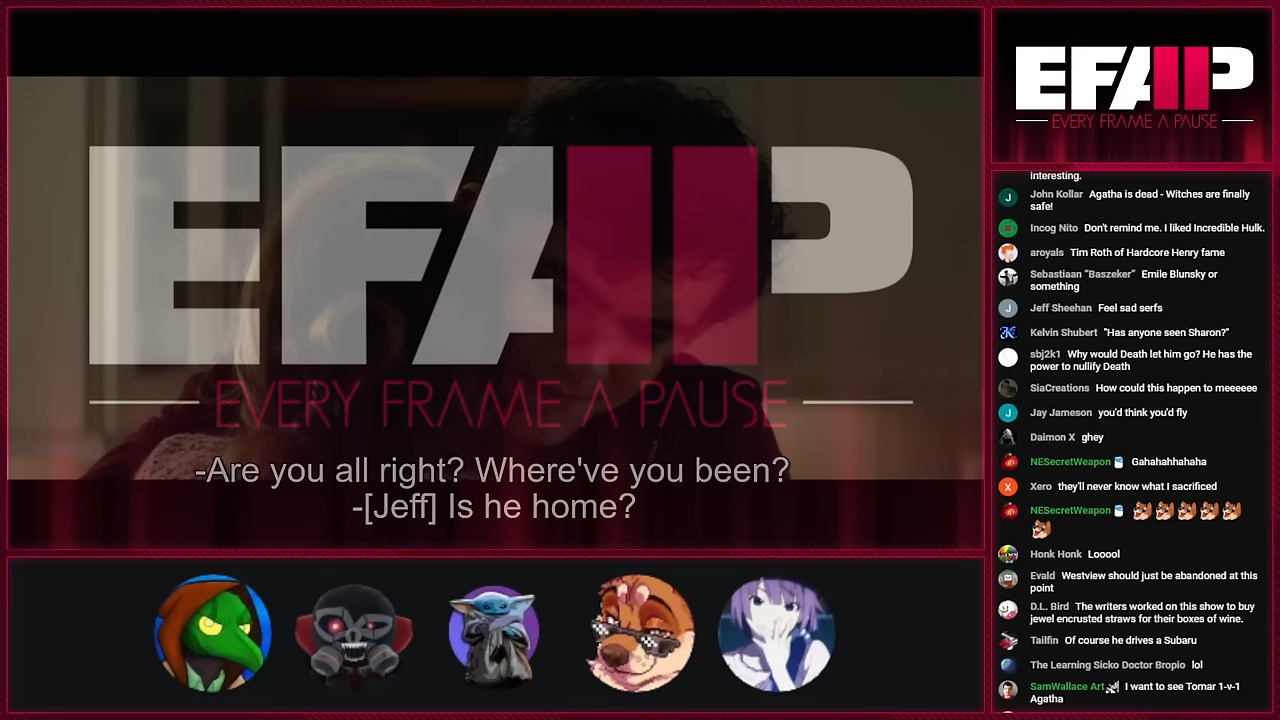 EFAP
EVERY FRAME A PAUSE
-Are you all right? Where've you been?
-[Jeff] Is he home?
EFAP
EVERY FRAME A PAUSE
interesting.
J John Kollar Agatha is dead - Witches are finally
safe!
Incog Nito Don't remind me. I liked Incredible Hulk.
aroyals Tim Roth of Hardcore Henry fame
Sebastiaan “Baszeker” Emile Blunsky or
something
J Jeff Sheehan Feel sad serfs
Kelvin Shubert "Has anyone seen Sharon?"
sbj2k1 Why would Death let him go? He has the
power to nullify Death
SiaCreations How could this happen to meeeeee
J Jay Jameson you'd think you'd fly
Daimon X ghey
NESecretWeapon Gahahahhahaha
X Xero they'll never know what I sacrificed
NESecretWeapon
Honk Honk Looool
Evald Westview should just be abandoned at this
point
D.L. Bird The writers worked on this show to buy
jewel encrusted straws for their boxes of wine.
Tailfin Of course he drives a Subaru
The Learning Sicko Doctor Bropio lol
SamWallace Art I want to see Tomar 1-v-1
Agatha